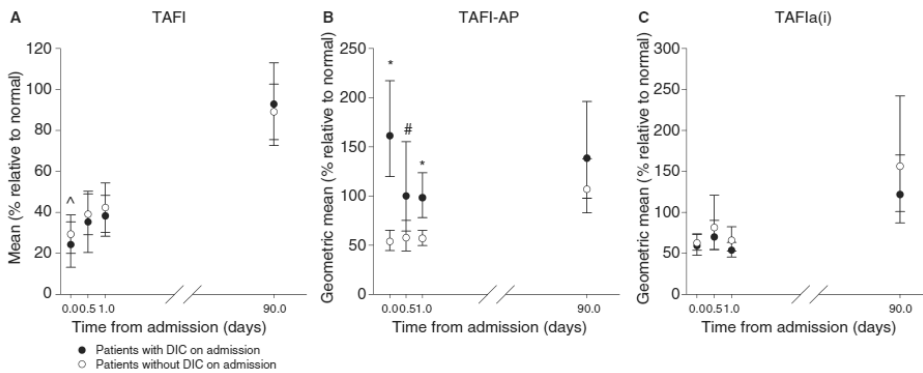 A TAFI
Mean (% relative to normal)
120
100
80
60
40
20
0
^
0.00.51.0 90.0
Time from admission (days)
B TAFI-AP
Geometric mean (% relative to normal)
250
200
150
100
50
0
*
#
*
0.00.51.0 90.0
Time from admission (days)
C TAFIa(i)
Geometric mean (% relative to normal)
300
250
200
150
100
50
0
0.00.51.0 90.0
Time from admission (days)
Patients with DIC on admission
Patients without DIC on admission